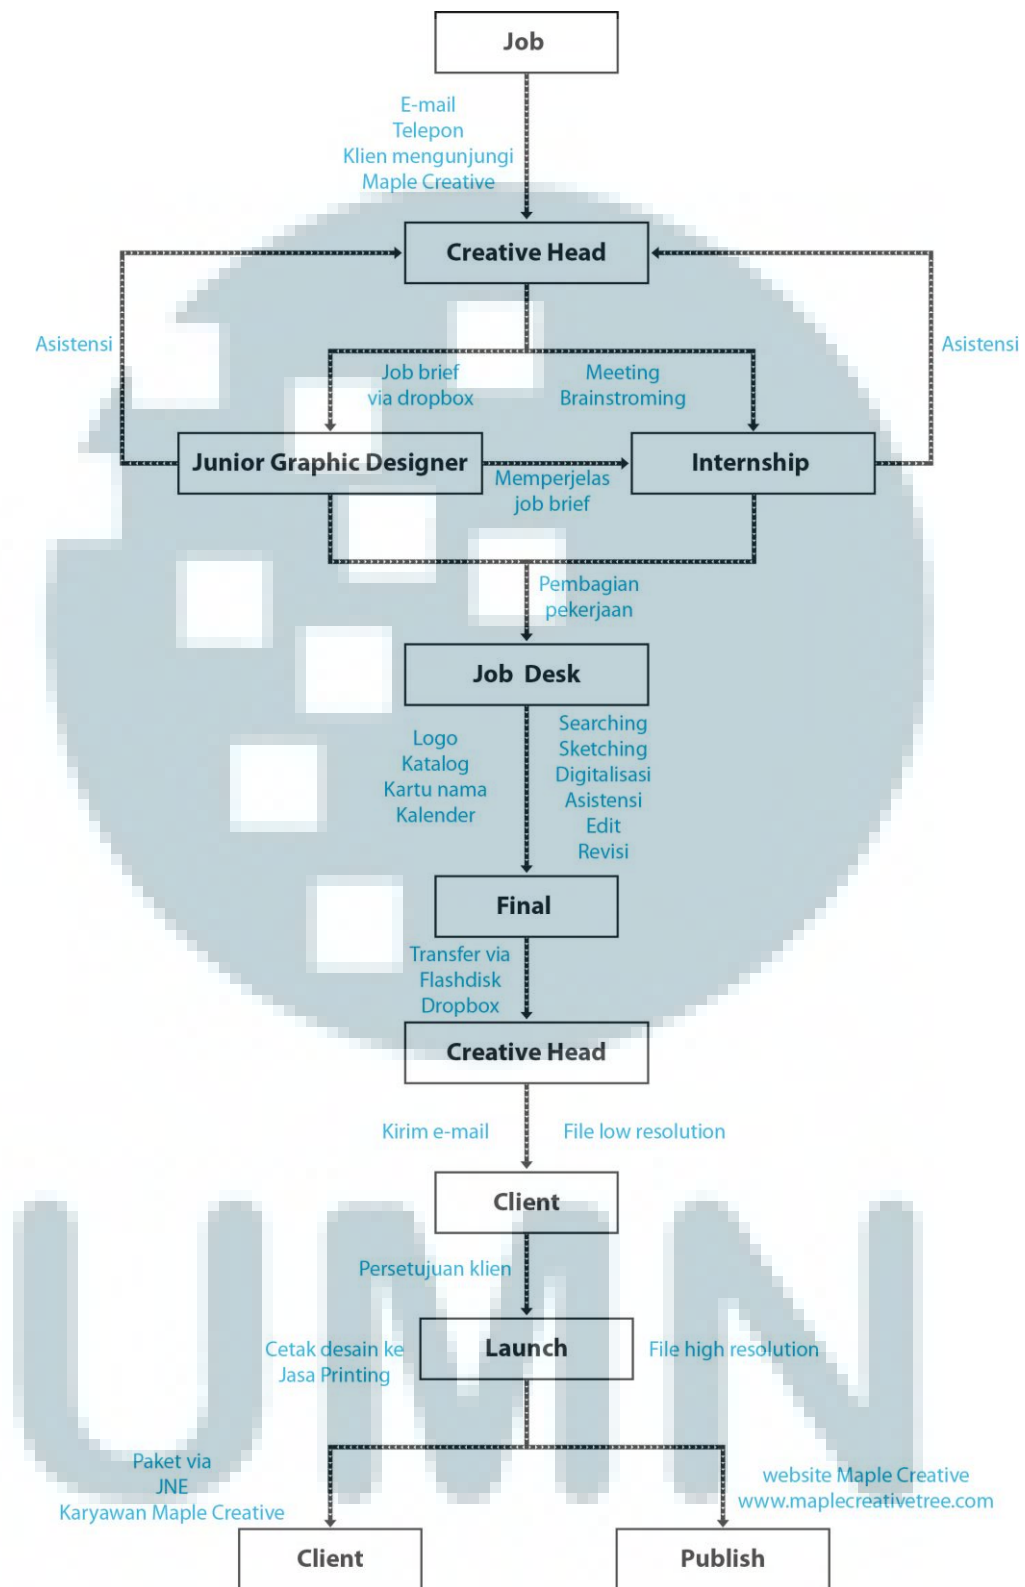 Job
E-mail
Telepon
Klien mengunjungi
Maple Creative
Creative Head
Asistensi
Asistensi
Job brief
via dropbox
Meeting
Brainstroming
Junior Graphic Designer
Internship
Memperjelas
job brief
Pembagian
pekerjaan
Job Desk
Logo
Katalog
Kartu nama
Kalender
Searching
Sketching
Digitalisasi
Asistensi
Edit
Revisi
Final
Transfer via
Flashdisk
Dropbox
Creative Head
Kirim e-mail
File low resolution
Client
Persetujuan klien
Cetak desain ke
Jasa Printing
Launch
File high resolution
UMN
Paket via
JNE
Karyawan Maple Creative
website Maple Creative
www.maplecreativetree.com
Client
Publish